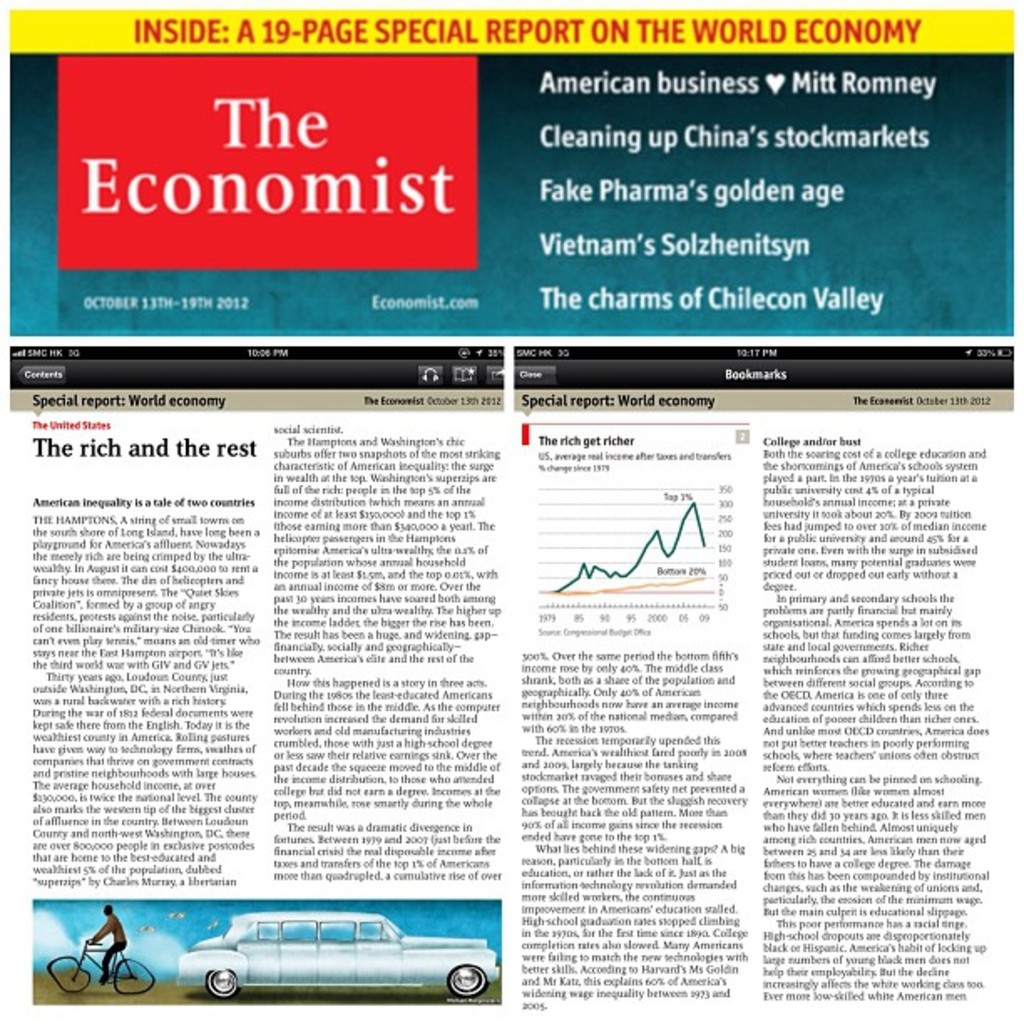 INSIDE: A 19-PAGE SPECIAL REPORT ON THE WORLD ECONOMY
The
Economist
OCTOBER 13TH–19TH 2012
Economist.com
American business ♥ Mitt Romney
Cleaning up China's stockmarkets
Fake Pharma's golden age
Vietnam's Solzhenitsyn
The charms of Chilecon Valley
SMC HK 3G
10:06 PM
35%
Contents
Special report: World economy
The Economist October 13th 2012
The United States
The rich and the rest
American inequality is a tale of two countries
THE HAMPTONS, A string of small towns on
the south shore of Long Island, have long been a
playground for America's affluent. Nowadays
the merely rich are being crimped by the ultra-
wealthy. In August it can cost $400,000 to rent a
fancy house there. The din of helicopters and
private jets is omnipresent. The "Quiet Skies
Coalition", formed by a group of angry
residents, protests against the noise, particularly
of one billionaire's military-size Chinook. "You
can't even play tennis," moans an old-timer who
stays near the East Hampton airport. "It's like
the third world war with GIV and GV jets."
Thirty years ago, Loudoun County, just
outside Washington, DC, in Northern Virginia,
was a rural backwater with a rich history.
During the war of 1812 federal documents were
kept safe there from the English. Today it is the
wealthiest county in America. Rolling pastures
have given way to technology firms, swathes of
companies that thrive on government contracts
and pristine neighbourhoods with large houses.
The average household income, at over
$130,000, is twice the national level. The county
also marks the western tip of the biggest cluster
of affluence in the country. Between Loudoun
County and north-west Washington, DC, there
are over 800,000 people in exclusive postcodes
that are home to the best-educated and
wealthiest 5% of the population, dubbed
"superzips" by Charles Murray, a libertarian
social scientist.
The Hamptons and Washington's chic
suburbs offer two snapshots of the most striking
characteristic of American inequality: the surge
in wealth at the top. Washington's superzips are
full of the rich: people in the top 5% of the
income distribution (which means an annual
income of at least $150,000) and the top 1%
(those earning more than $340,000 a year). The
helicopter passengers in the Hamptons
epitomise America's ultra-wealthy, the 0.1% of
the population whose annual household
income is at least $1.5m, and the top 0.01%, with
an annual income of $8m or more. Over the
past 30 years incomes have soared both among
the wealthy and the ultra-wealthy. The higher up
the income ladder, the bigger the rise has been.
The result has been a huge, and widening, gap—
financially, socially and geographically—
between America's elite and the rest of the
country.
How this happened is a story in three acts.
During the 1980s the least-educated Americans
fell behind those in the middle. As the computer
revolution increased the demand for skilled
workers and old manufacturing industries
crumbled, those with just a high-school degree
or less saw their relative earnings sink. Over the
past decade the squeeze moved to the middle of
the income distribution, to those who attended
college but did not earn a degree. Incomes at the
top, meanwhile, rose smartly during the whole
period.
The result was a dramatic divergence in
fortunes. Between 1979 and 2007 (just before the
financial crisis) the real disposable income after
taxes and transfers of the top 1% of Americans
more than quadrupled, a cumulative rise of over
SMC HK 3G
10:17 PM
33%
Close
Bookmarks
Special report: World economy
The Economist October 13th 2012
The rich get richer
2
US, average real income after taxes and transfers
% change since 1979
Top 1%
Bottom 20%
350
300
250
200
150
100
50
0
50
1979 85 90 95 2000 05 09
Source: Congressional Budget Office
300%. Over the same period the bottom fifth's
income rose by only 40%. The middle class
shrank, both as a share of the population and
geographically. Only 40% of American
neighbourhoods now have an average income
within 20% of the national median, compared
with 60% in the 1970s.
The recession temporarily upended this
trend. America's wealthiest fared poorly in 2008
and 2009, largely because the tanking
stockmarket ravaged their bonuses and share
options. The government safety net prevented a
collapse at the bottom. But the sluggish recovery
has brought back the old pattern. More than
90% of all income gains since the recession
ended have gone to the top 1%.
What lies behind these widening gaps? A big
reason, particularly in the bottom half, is
education, or rather the lack of it. Just as the
information-technology revolution demanded
more skilled workers, the continuous
improvement in Americans' education stalled.
High-school graduation rates stopped climbing
in the 1970s, for the first time since 1890. College
completion rates also slowed. Many Americans
were failing to match the new technologies with
better skills. According to Harvard's Ms Goldin
and Mr Katz, this explains 60% of America's
widening wage inequality between 1973 and
2005.
College and/or bust
Both the soaring cost of a college education and
the shortcomings of America's schools system
played a part. In the 1970s a year's tuition at a
public university cost 4% of a typical
household's annual income; at a private
university it took about 20%. By 2009 tuition
fees had jumped to over 10% of median income
for a public university and around 45% for a
private one. Even with the surge in subsidised
student loans, many potential graduates were
priced out or dropped out early without a
degree.
In primary and secondary schools the
problems are partly financial but mainly
organisational. America spends a lot on its
schools, but that funding comes largely from
state and local governments. Richer
neighbourhoods can afford better schools,
which reinforces the growing geographical gap
between different social groups. According to
the OECD, America is one of only three
advanced countries which spends less on the
education of poorer children than richer ones.
And unlike most OECD countries, America does
not put better teachers in poorly performing
schools, where teachers' unions often obstruct
reform efforts.
Not everything can be pinned on schooling.
American women (like women almost
everywhere) are better educated and earn more
than they did 30 years ago. It is less skilled men
who have fallen behind. Almost uniquely
among rich countries, American men now aged
between 25 and 34 are less likely than their
fathers to have a college degree. The damage
from this has been compounded by institutional
changes, such as the weakening of unions and,
particularly, the erosion of the minimum wage.
But the main culprit is educational slippage.
This poor performance has a racial tinge.
High-school dropouts are disproportionately
black or Hispanic. America's habit of locking up
large numbers of young black men does not
help their employability. But the decline
increasingly affects the white working class too.
Ever more low-skilled white American men